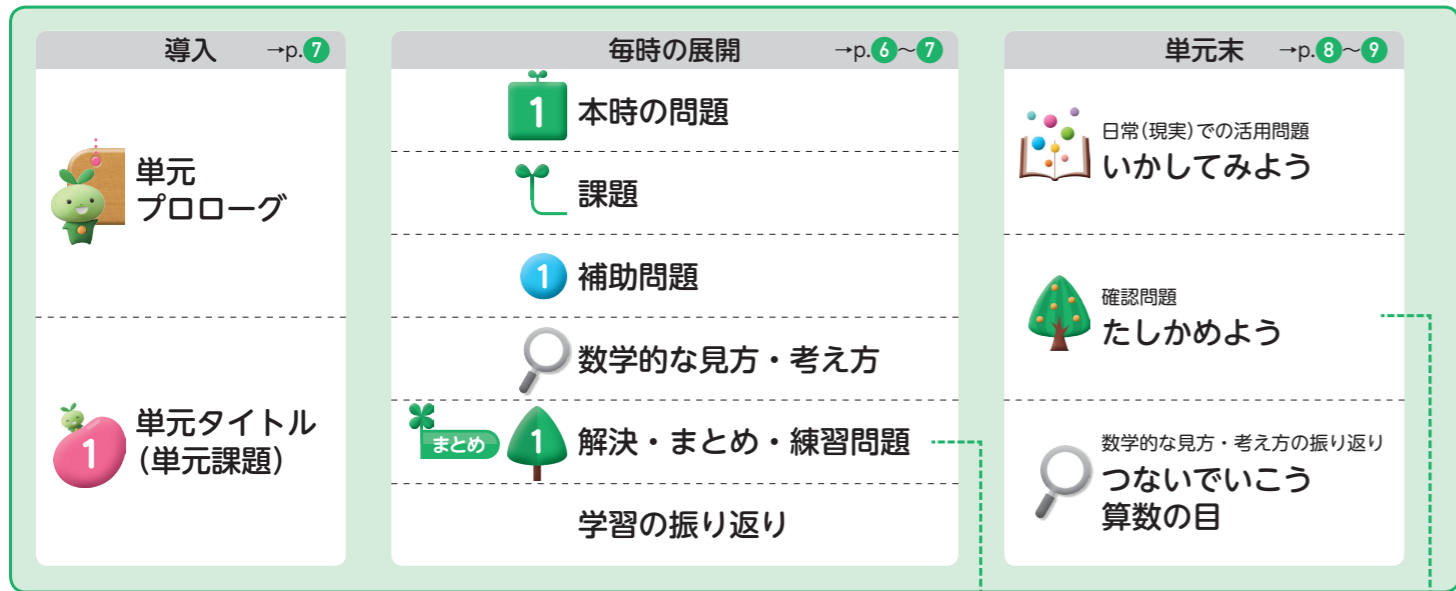 導入 →p.7
単元
プロローグ
1
単元タイトル
(単元課題)
毎時の展開 →p.6~7
1 本時の問題
課題
1 補助問題
数学的な見方・考え方
まとめ 1 解決・まとめ・練習問題
学習の振り返り
単元末 →p.8~9
日常(現実)での活用問題
いかしてみよう
確認問題
たしかめよう
数学的な見方・考え方の振り返り
つないでいこう
算数の目